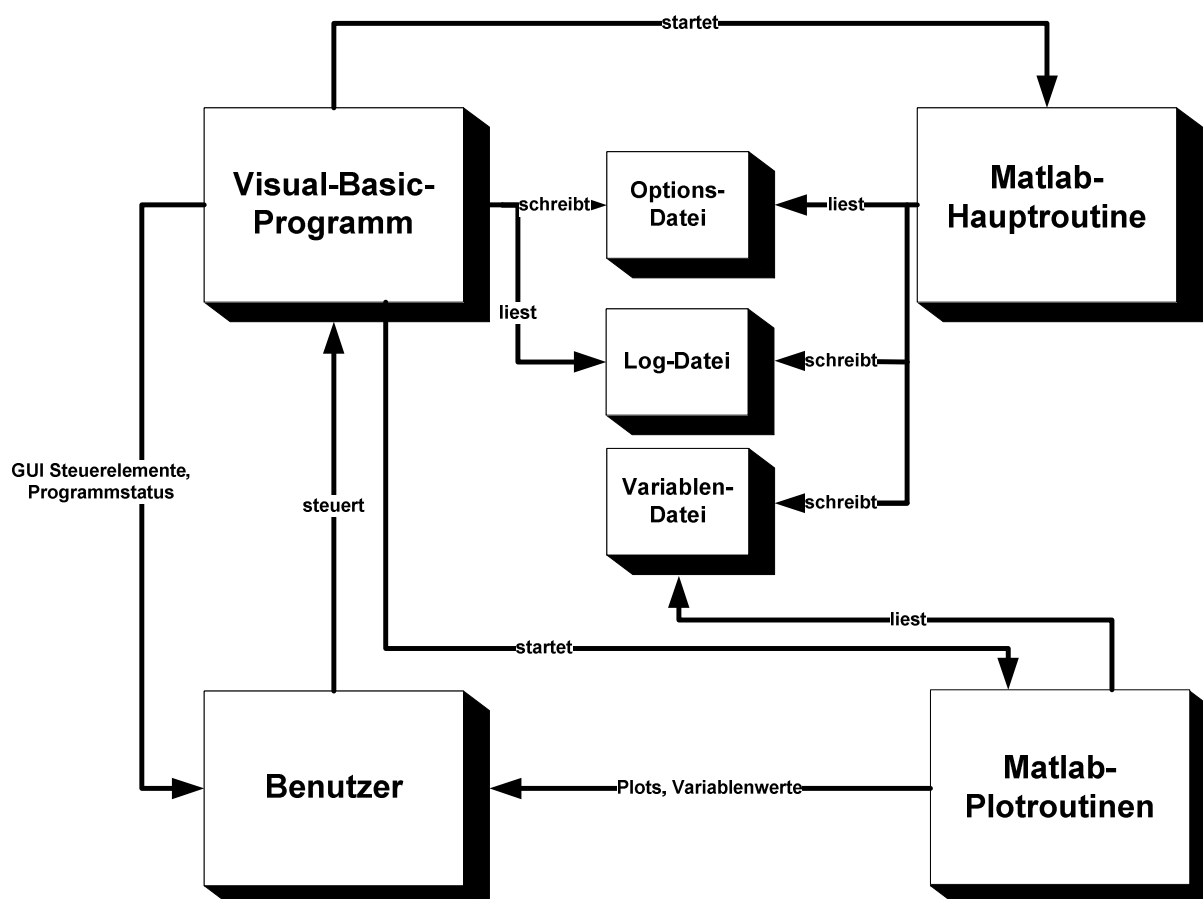 startet
Visual-Basic-
Programm
Matlab-
Hauptroutine
Options-
Datei
schreibt
liest
liest
Log-Datei
schreibt
Variablen-
Datei
schreibt
GUI Steuerelemente,
Programmstatus
steuert
liest
startet
Benutzer
Plots, Variablenwerte
Matlab-
Plotroutinen